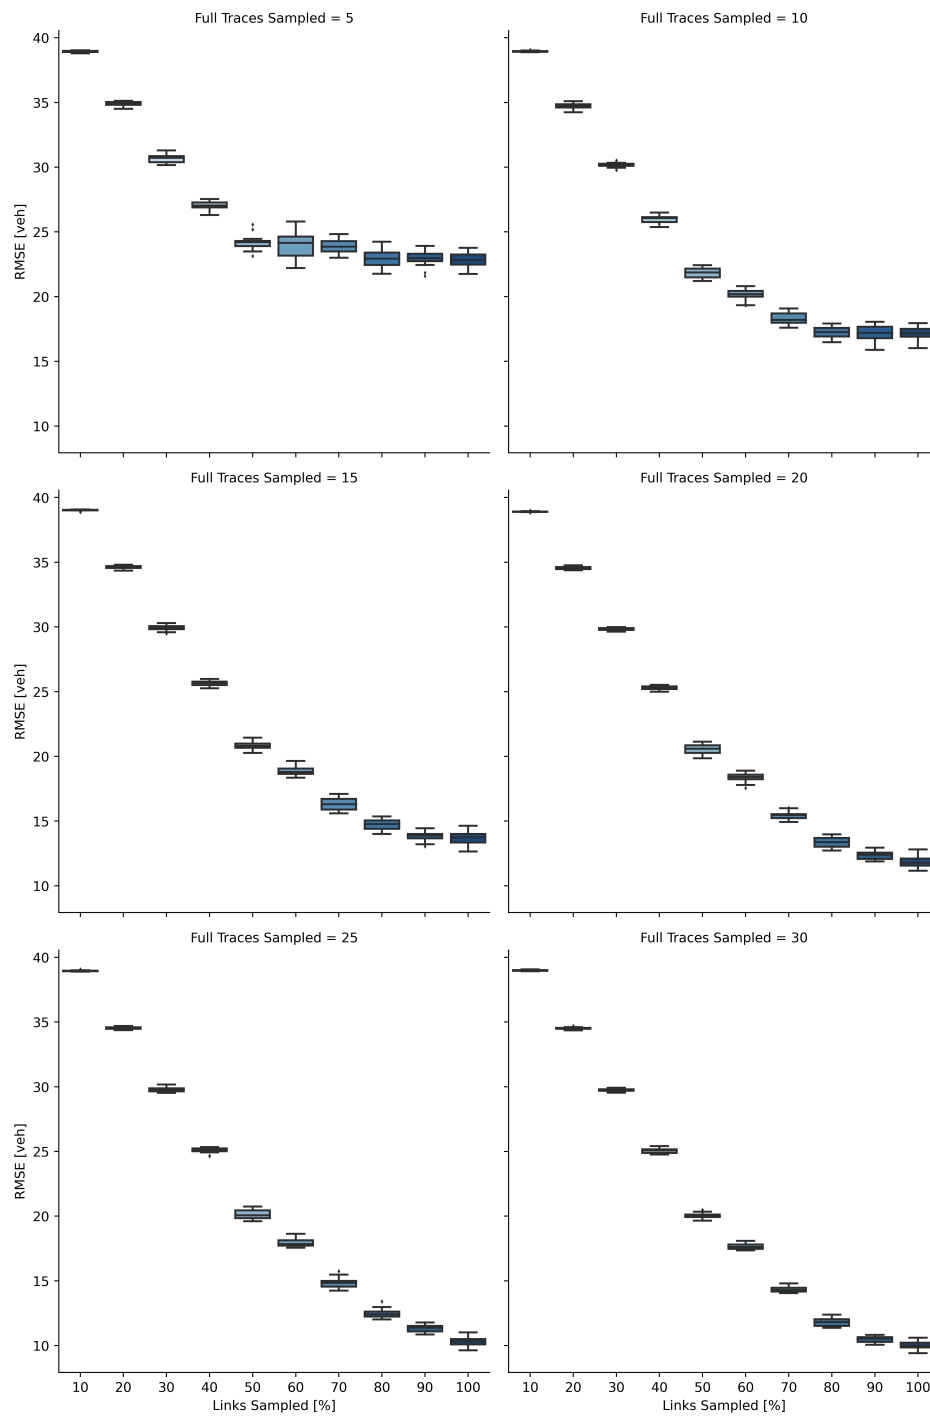 Full Traces Sampled = 5
Full Traces Sampled = 10
40
35
30
25
20
15
10
RMSE [veh]
Full Traces Sampled = 15
Full Traces Sampled = 20
40
35
30
25
20
15
10
RMSE [veh]
Full Traces Sampled = 25
Full Traces Sampled = 30
40
35
30
25
20
15
10
RMSE [veh]
10 20 30 40 50 60 70 80 90 100
10 20 30 40 50 60 70 80 90 100
Links Sampled [%]
Links Sampled [%]